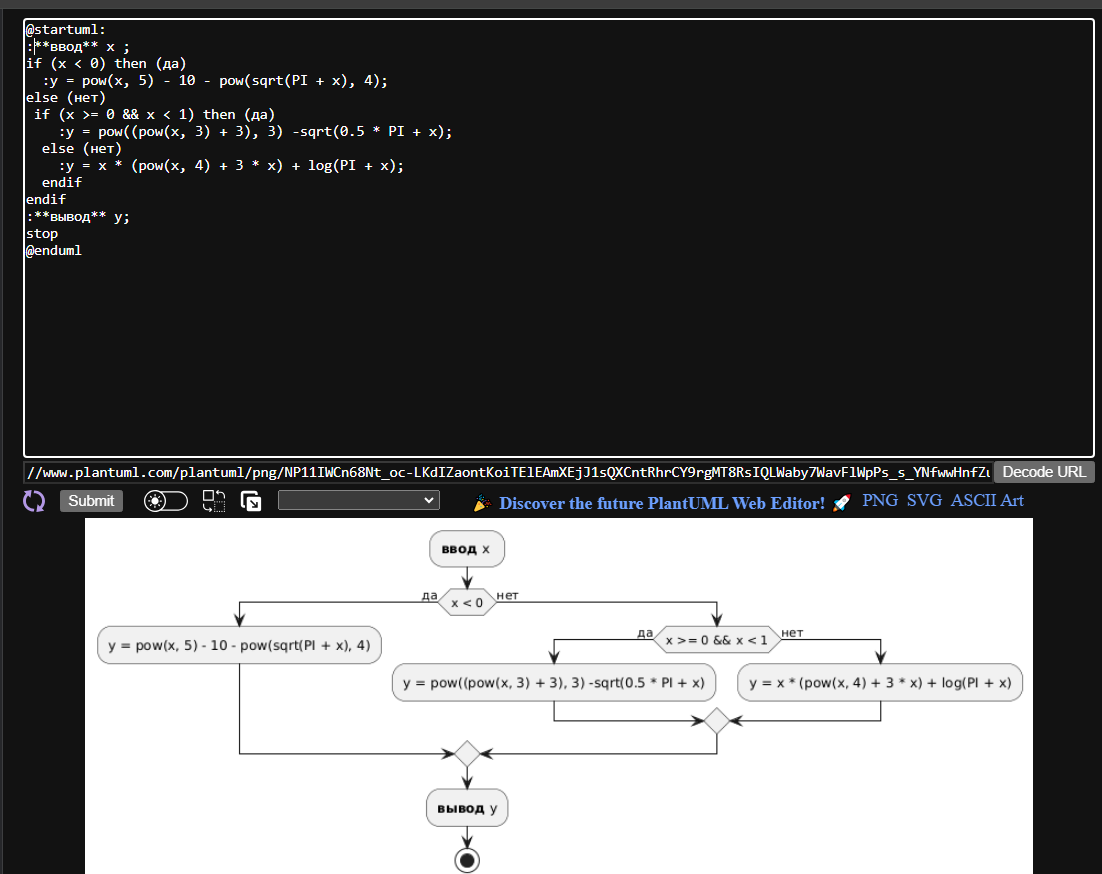 @startuml:
:**ввод** x ;
if (x < 0) then (да)
:y = pow(x, 5) - 10 - pow(sqrt(PI + x), 4);
else (нет)
if (x >= 0 && x < 1) then (да)
:y = pow((pow(x, 3) + 3), 3) -sqrt(0.5 * PI + x);
else (нет)
:y = x * (pow(x, 4) + 3 * x) + log(PI + x);
endif
endif
:**вывод** y;
stop
@enduml
//www.plantuml.com/plantuml/png/NP11IWCn68Nt_oc-LKdIZaontKoiTElEAmXEjJ1sQXCntRhrCY9rgMT8RsIQLWaby7WavFlWpPs_s_YNfwwHnfZu Decode URL
Submit
Discover the future PlantUML Web Editor!
PNG SVG ASCII Art
ввод x
да x < 0 нет
да x >= 0 && x < 1 нет
y = pow(x, 5) - 10 - pow(sqrt(PI + x), 4)
y = pow((pow(x, 3) + 3), 3) -sqrt(0.5 * PI + x)
y = x * (pow(x, 4) + 3 * x) + log(PI + x)
вывод y